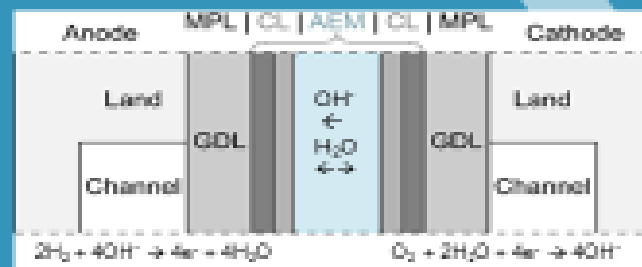 MPL | CL | AEM | CL | MPL
Anode
Cathode
Land
Land
OH⁻
←
H₂O
↔
GDL
GDL
Channel
Channel
2H₂ + 4OH⁻ → 4e⁻ + 4H₂O
O₂ + 2H₂O + 4e⁻ → 4OH⁻